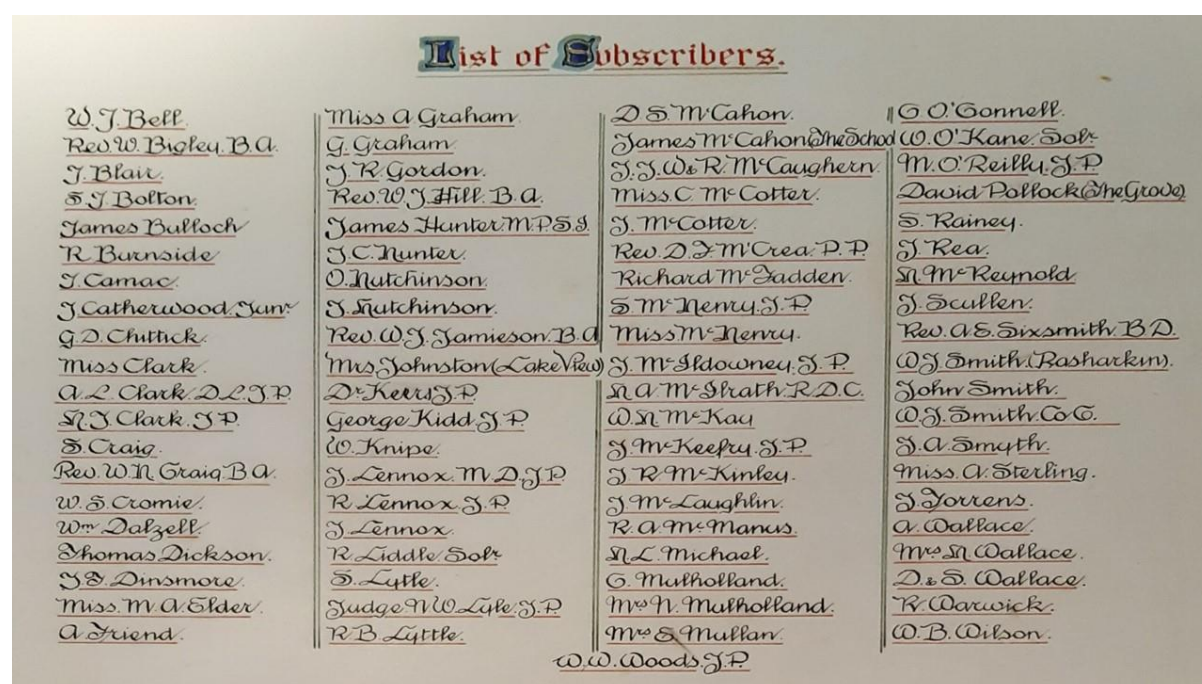 List of Subscribers.
W. J. Bell.
Rev. W. Bigley. B. A.
J. Blair.
S. J. Bolton.
James Bulloch
R. Burnside
J. Camac.
J. Catherwood. Junr
G. D. Chittick.
Miss Clark.
A. L. Clark. D L. J. P.
H. J. Clark. J P.
S. Craig.
Rev. W. H. Craig. B. A.
W. S. Cromie.
Wm Dalzell.
Thomas Dickson.
J. S. Dinsmore.
Miss. M. A. Elder.
A Friend.
Miss A Graham.
G. Graham.
J. R. Gordon.
Rev. W. J. Hill. B. A.
James Hunter. M. P. S. I.
J. C. Hunter.
O. Hutchinson.
J. Hutchinson.
Rev. W. J. Jamieson. B. A
Mrs Johnston (Lake View)
Dr Keers J. P.
George Kidd. J. P.
W. Knipe.
J. Lennox. M D, J P.
R Lennox. J. P.
J. Lennox.
R Liddle. Solr
S. Lytle.
Judge H W Lyle. J. P.
R B. Lyttle.
D. S. McCahon.
James McCahon (The School
J. J. W & R. McCaughern.
Miss. C. McCotter.
J. McCotter.
Rev. D. J. McCrea. P. P.
Richard McFadden.
S. McHenry. J. P.
Miss McHenry.
J. McIldowney. J. P.
H A. McIlrath. R. D. C.
W. H McKay
J. McKeefry. J. P.
J R. McKinley.
J McLaughlin.
R. A. McManus.
H L. Michael.
G. Mulholland.
Mrs H. Mulholland.
Mrs S Mullan.
C O'Connell.
W. O'Kane. Solr
M. O'Reilly. J. P.
David Pollock (The Grove)
S. Rainey.
J. Rea.
H. McReynold
J. Scullen.
Rev. A. E. Sixsmith. B D.
W J. Smith. (Rasharkin).
John Smith.
W. J. Smith. Co C.
J. A. Smyth.
Miss. A. Sterling.
J. Torrens.
A. Wallace.
Mrs H. Wallace.
D. & S. Wallace.
R. Warwick.
W. B. Wilson.
W. W. Woods. J. P.